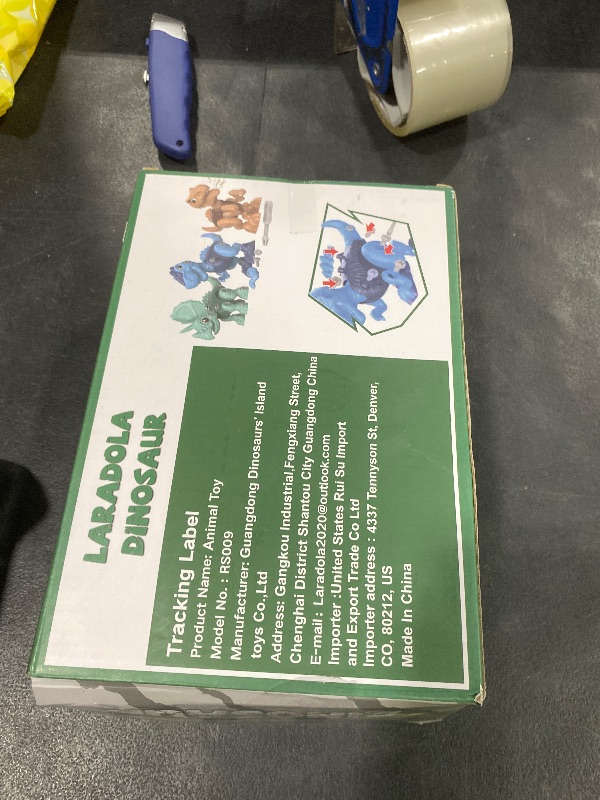 LARADOLA
DINOSAUR
Tracking Label
Product Name: Animal Toy
Model No. : RS009
Manufacturer: Guangdong Dinosaurs' Island
toys Co.,Ltd
Address: Gangkou Industrial,Fengxiang Street,
Chenghai District Shantou City Guangdong China
E-mail: Laradola2020@outlook.com
Importer :United States Rui Su Import
and Export Trade Co Ltd
Importer address : 4337 Tennyson St, Denver,
CO, 80212, US
Made In China